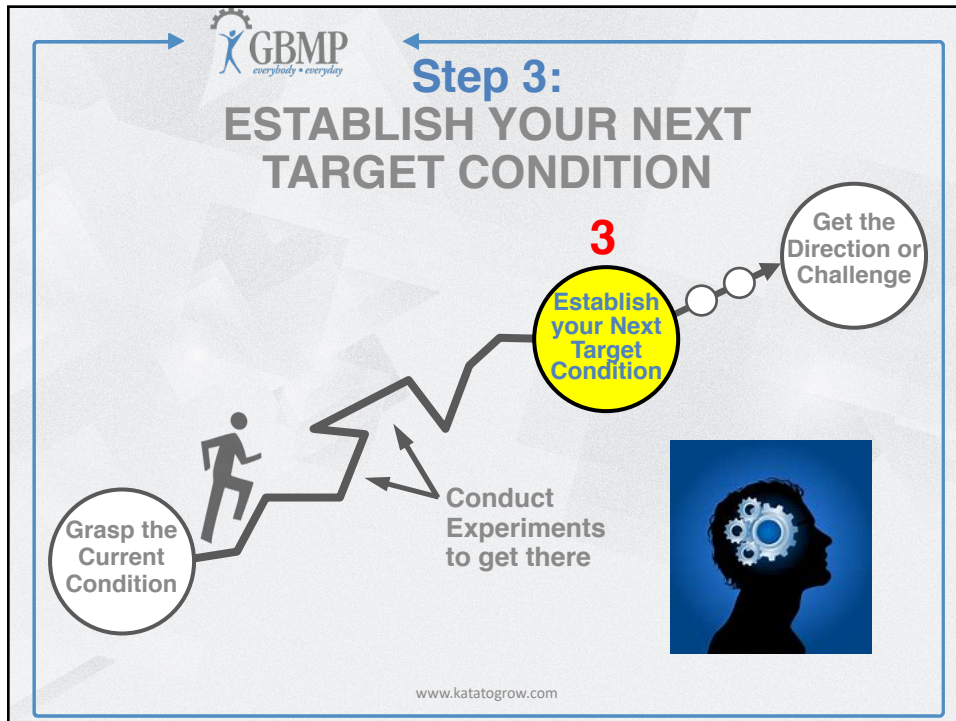 GBMP
everybody • everyday
Step 3:
ESTABLISH YOUR NEXT
TARGET CONDITION
3
Get the
Direction or
Challenge
Establish
your Next
Target
Condition
Conduct
Experiments
to get there
Grasp the
Current
Condition
www.katatogrow.com